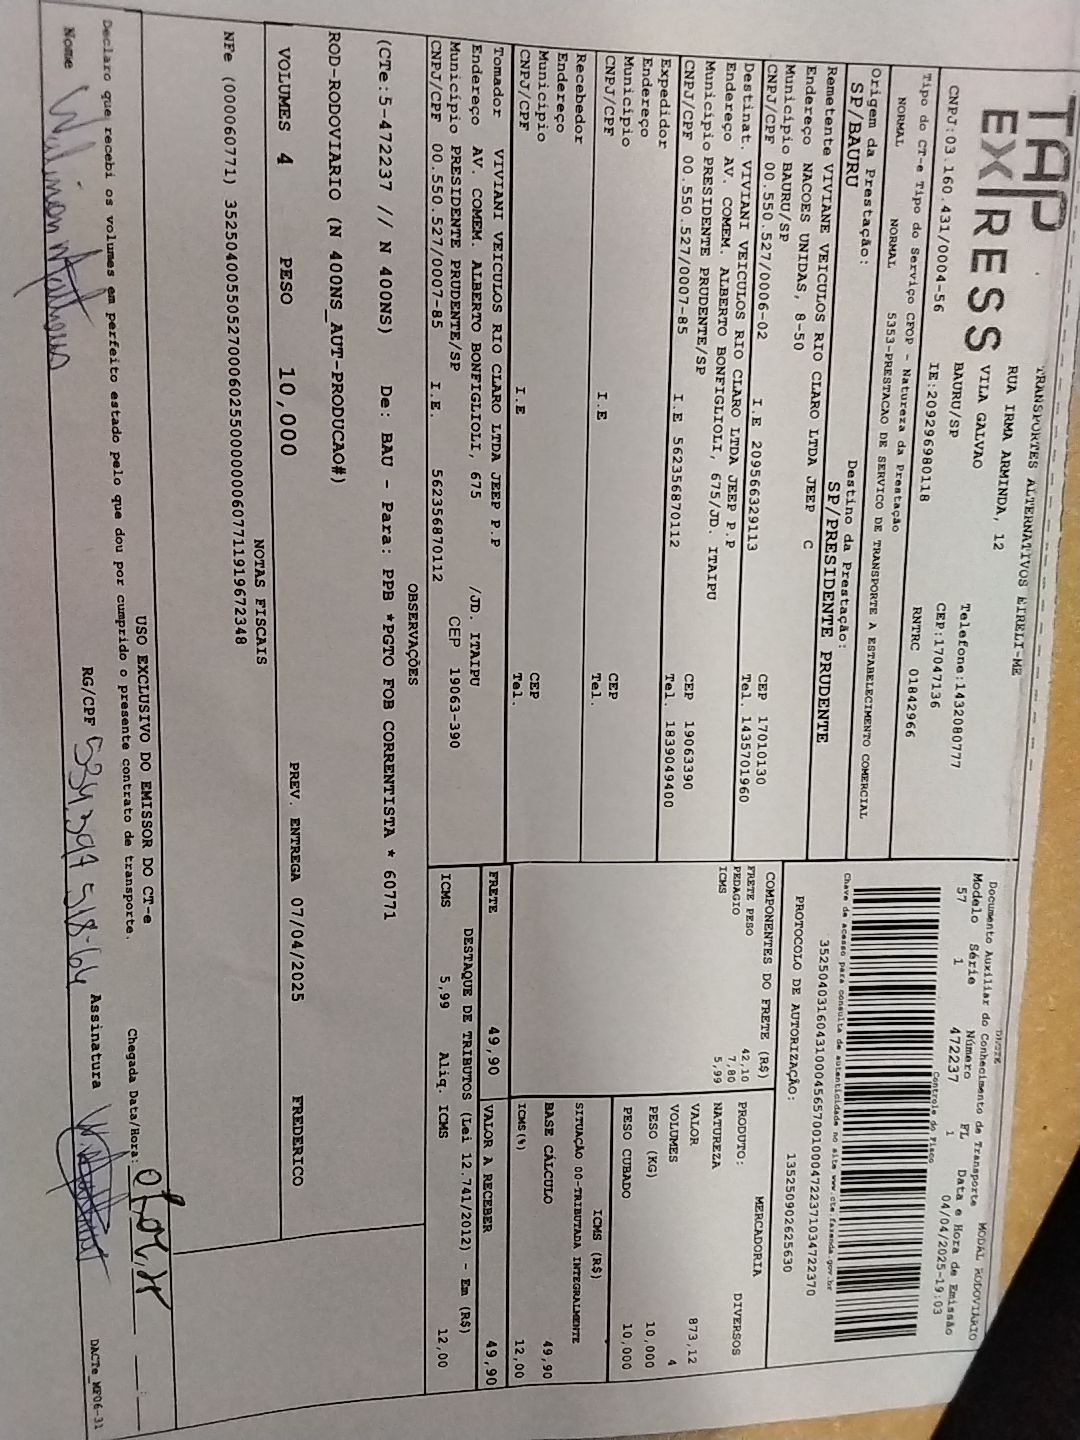 TAP
EX RESS
TRANSPORTES ALTERNATIVOS EIRELI-ME
RUA IRMA ARMINDA, 12
VILA GALVAO
BAURU/SP
Telefone:1432080777
CEP:17047136
CNPJ:03.160.431/0004-56 IE:209296980118 RNTRC 01842966
Tipo do CT-e Tipo do Serviço CFOP - Natureza da Prestação
NORMAL NORMAL 5353-PRESTACAO DE SERVICO DE TRANSPORTE A ESTABELECIMENTO COMERCIAL
Origem da Prestação: Destino da Prestação:
SP/BAURU SP/PRESIDENTE PRUDENTE
Remetente VIVIANE VEICULOS RIO CLARO LTDA JEEP C
Endereço NACOES UNIDAS, 8-50
Município BAURU/SP CEP 17010130
CNPJ/CPF 00.550.527/0006-02 I.E 209566329113 Tel. 1435701960
Destinat. VIVIANI VEICULOS RIO CLARO LTDA JEEP P.P
Endereço AV. COMEM. ALBERTO BONFIGLIOLI, 675/JD. ITAIPU
Município PRESIDENTE PRUDENTE/SP CEP 19063390
CNPJ/CPF 00.550.527/0007-85 I.E 562356870112 Tel. 1839049400
Expedidor
Endereço
Município CEP
CNPJ/CPF I.E Tel.
Recebedor
Endereço
Município CEP
CNPJ/CPF I.E Tel.
Tomador VIVIANI VEICULOS RIO CLARO LTDA JEEP P.P
Endereço AV. COMEM. ALBERTO BONFIGLIOLI, 675 /JD. ITAIPU
Município PRESIDENTE PRUDENTE/SP CEP 19063-390
CNPJ/CPF 00.550.527/0007-85 I.E. 562356870112
DACTE
Documento Auxiliar do Conhecimento de Transporte MODAL RODOVIÁRIO
Modelo Série Número FL Data e Hora de Emissão
57 1 472237 1 04/04/2025-19:03
Controle do Fisco
Chave de acesso para consulta de autenticidade no site www.cte.fazenda.gov.br
PROTOCOLO DE AUTORIZAÇÃO: 135250902625630
COMPONENTES DO FRETE (R$)
FRETE PESO 42,10
PEDAGIO 7,80
ICMS 5,99
MERCADORIA
PRODUTO: DIVERSOS
NATUREZA
VALOR 873,12
VOLUMES 4
PESO (KG) 10,000
PESO CUBADO 10,000
ICMS (R$)
SITUAÇÃO 00-TRIBUTADA INTEGRALMENTE
BASE CÁLCULO 49,90
ICMS(%) 12,00
FRETE 49,90 VALOR A RECEBER 49,90
DESTAQUE DE TRIBUTOS (Lei 12.741/2012) - Em (R$)
ICMS 5,99 Aliq. ICMS 12,00
OBSERVAÇÕES
(CTe:5-472237 // N 400NS) De: BAU - Para: PPB *PGTO FOB CORRENTISTA * 60771
ROD-RODOVIARIO (N 400NS_AUT-PRODUCAO#)
VOLUMES 4 PESO 10,000 PREV. ENTREGA 07/04/2025 FREDERICO
NOTAS FISCAIS
NFe (000060771)
USO EXCLUSIVO DO EMISSOR DO CT-e
Declaro que recebi os volumes em perfeito estado pelo que dou por cumprido o presente contrato de transporte. Chegada Data/Hora:
Nome RG/CPF Assinatura
DACTe_MF06-31